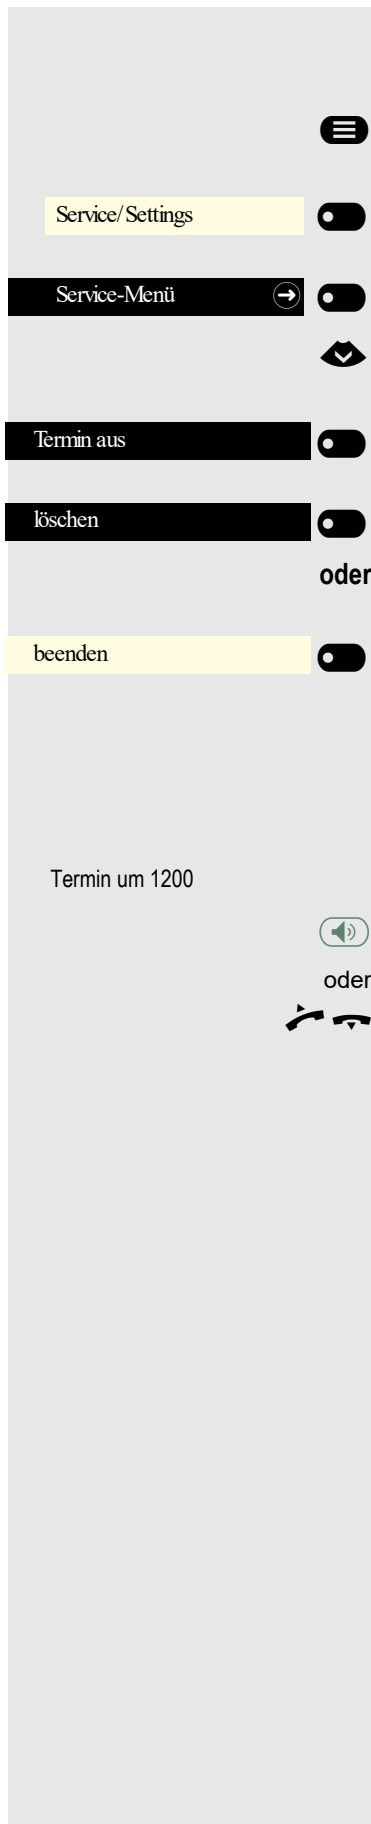 Service/Settings
Service-Menü
Termin aus
löschen
oder
beenden
Termin um 1200
oder